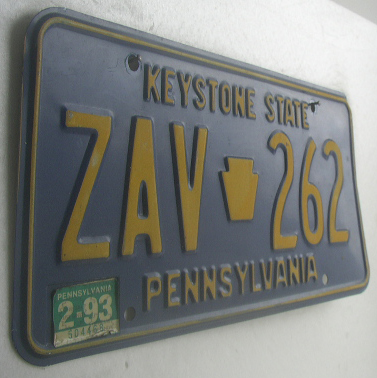 KEYSTONE STATE
ZAV 262
PENNSYLVANIA
PENNSYLVANIA
2 93